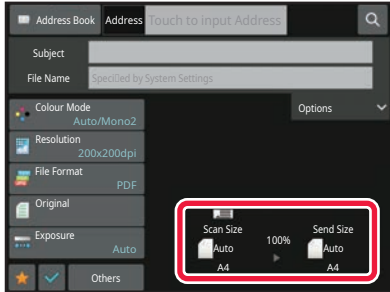 Address Book Address Touch to input Address
Subject
File Name Specified by System Settings
Colour Mode
Auto/Mono2
Options
Resolution
200x200dpi
File Format
PDF
Original
Scan Size 100% Send Size
Auto Auto
A4 A4
Exposure
Auto
Others